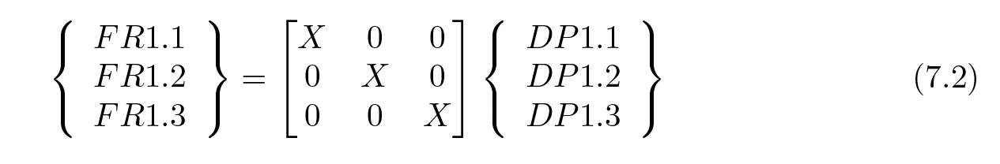 FR1.1 X 0 0 DP1.1
{ FR1.2 } = [ 0 X 0 ] { DP1.2 } (7.2)
FR1.3 0 0 X DP1.3